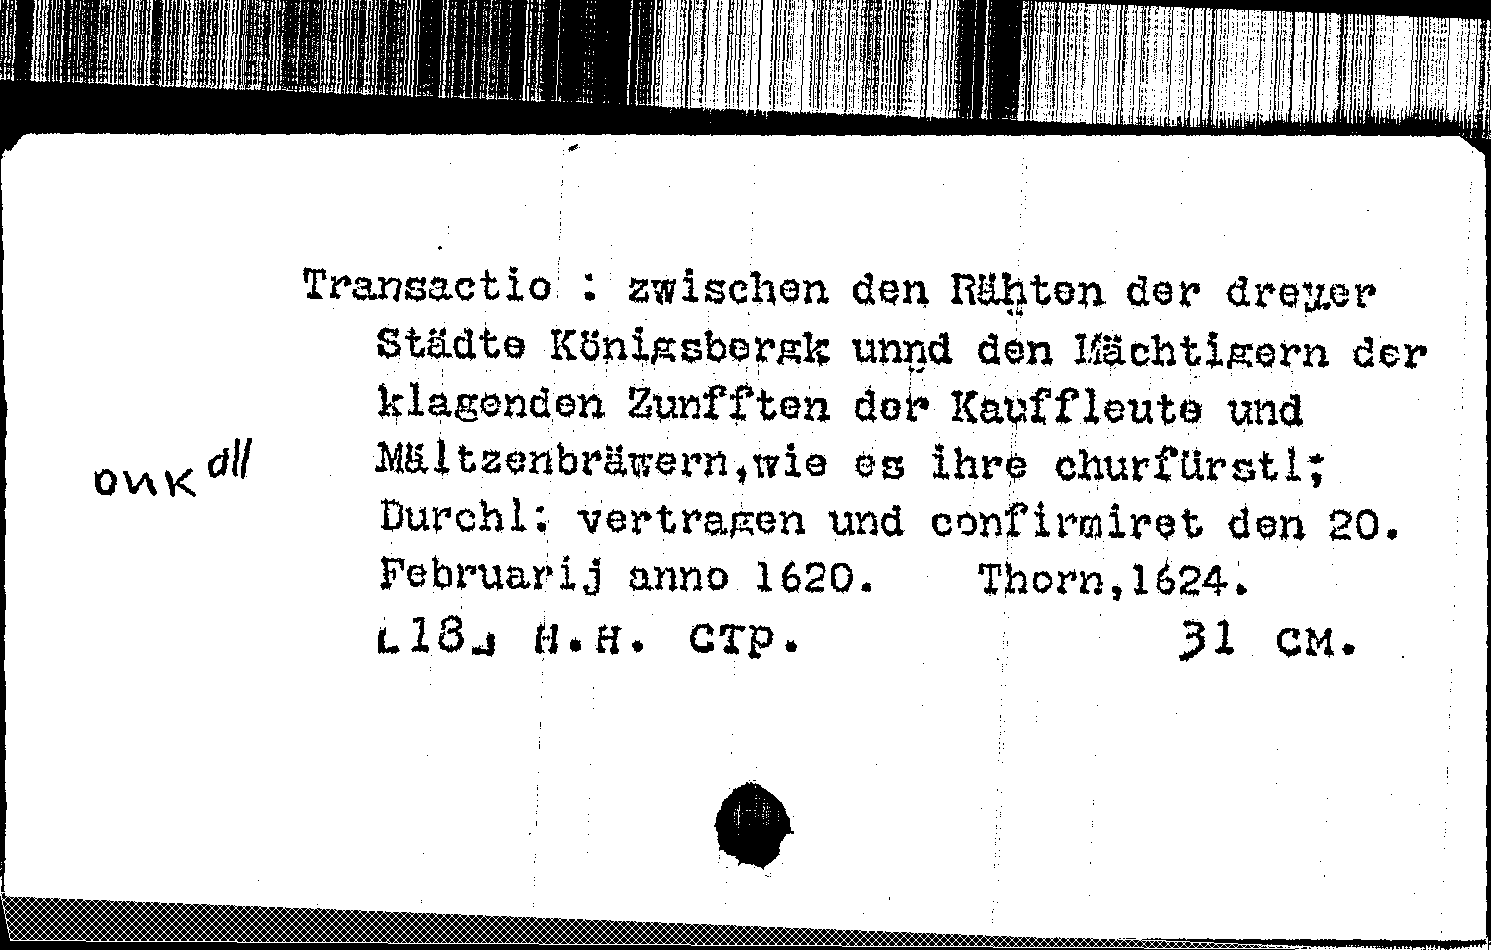 Transactio : zwischen den Rähten der dreyer
Städte Königsbergk unnd den Mächtigern der
klagenden Zunfften der Kauffleute und
Mältzenbräwern,wie es ihre churfürstl;
Durchl: vertragen und confirmiret den 20.
Februarij anno 1620. Thorn,1624.
[18] н.н. стр. 31 см.